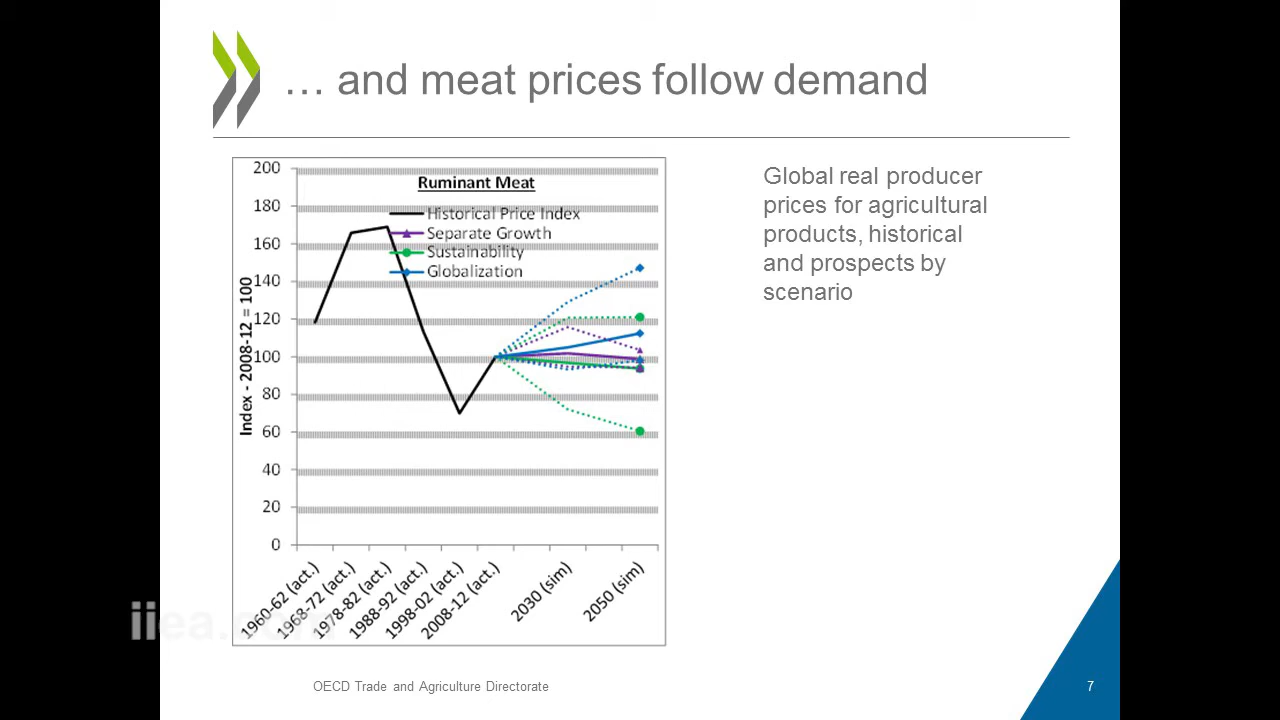 … and meat prices follow demand
Ruminant Meat
Historical Price Index
Separate Growth
Sustainability
Globalization
Index - 2008-12 = 100
200
180
160
140
120
100
80
60
40
20
0
1960-62 (act.)
1968-72 (act.)
1978-82 (act.)
1988-92 (act.)
1998-02 (act.)
2008-12 (act.)
2030 (sim)
2050 (sim)
Global real producer
prices for agricultural
products, historical
and prospects by
scenario
iiea.com
OECD Trade and Agriculture Directorate
7